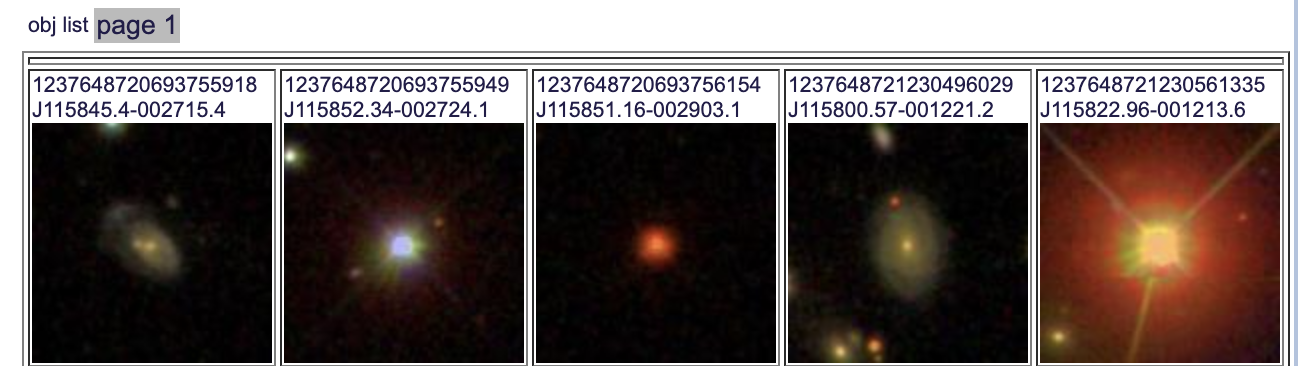 obj list page 1
1237648720693755918
J115845.4-002715.4
1237648720693755949
J115852.34-002724.1
1237648720693756154
J115851.16-002903.1
1237648721230496029
J115800.57-001221.2
1237648721230561335
J115822.96-001213.6